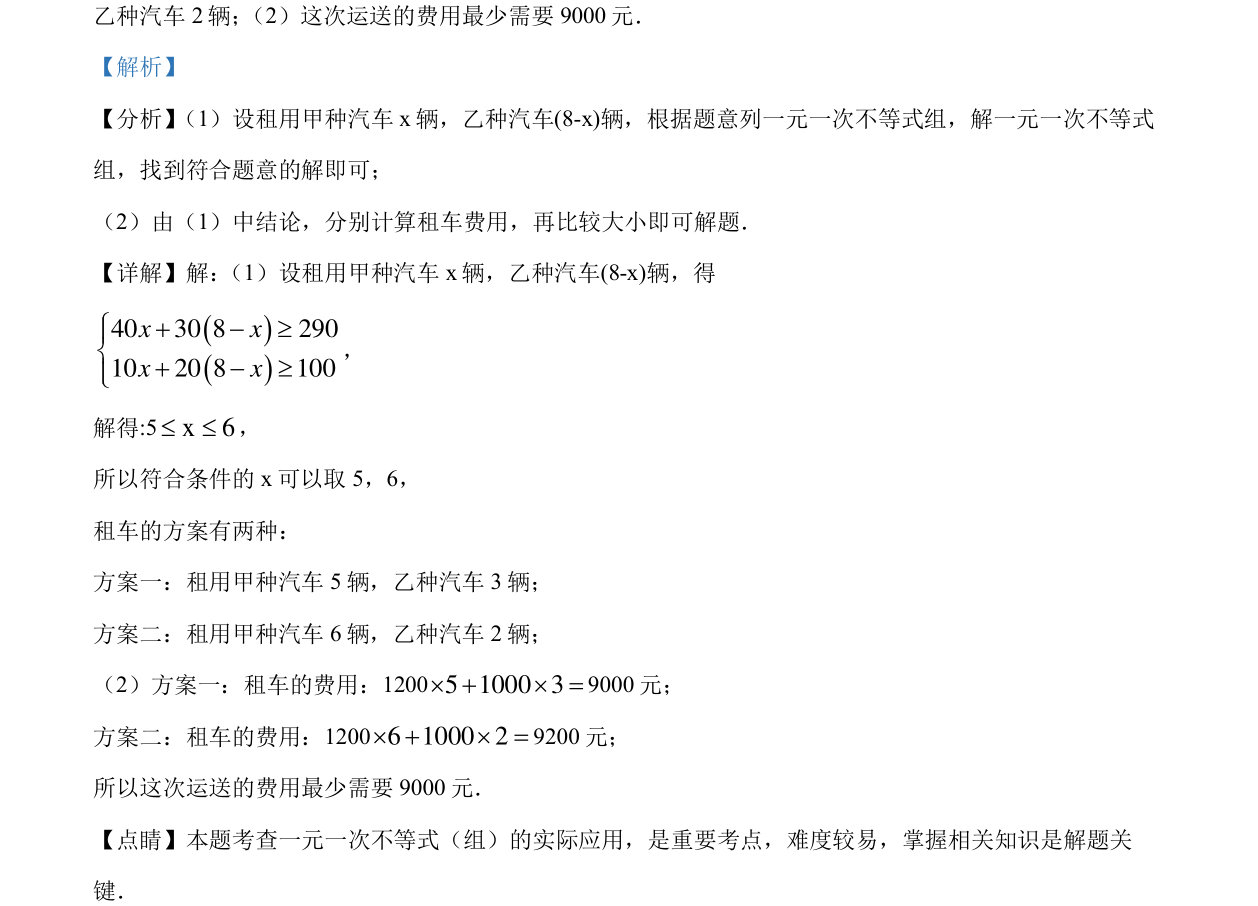 乙种汽车 2 辆；（2）这次运送的费用最少需要 9000 元．
【解析】
【分析】（1）设租用甲种汽车 x 辆，乙种汽车(8-x)辆，根据题意列一元一次不等式组，解一元一次不等式
组，找到符合题意的解即可；
（2）由（1）中结论，分别计算租车费用，再比较大小即可解题．
【详解】解：（1）设租用甲种汽车 x 辆，乙种汽车(8-x)辆，得
40x+30(8−x)≥290
10x+20(8−x)≥100，
解得:5≤x≤6，
所以符合条件的 x 可以取 5，6，
租车的方案有两种：
方案一：租用甲种汽车 5 辆，乙种汽车 3 辆；
方案二：租用甲种汽车 6 辆，乙种汽车 2 辆；
（2）方案一：租车的费用：1200×5+1000×3=9000 元；
方案二：租车的费用：1200×6+1000×2=9200 元；
所以这次运送的费用最少需要 9000 元．
【点睛】本题考查一元一次不等式（组）的实际应用，是重要考点，难度较易，掌握相关知识是解题关
键．